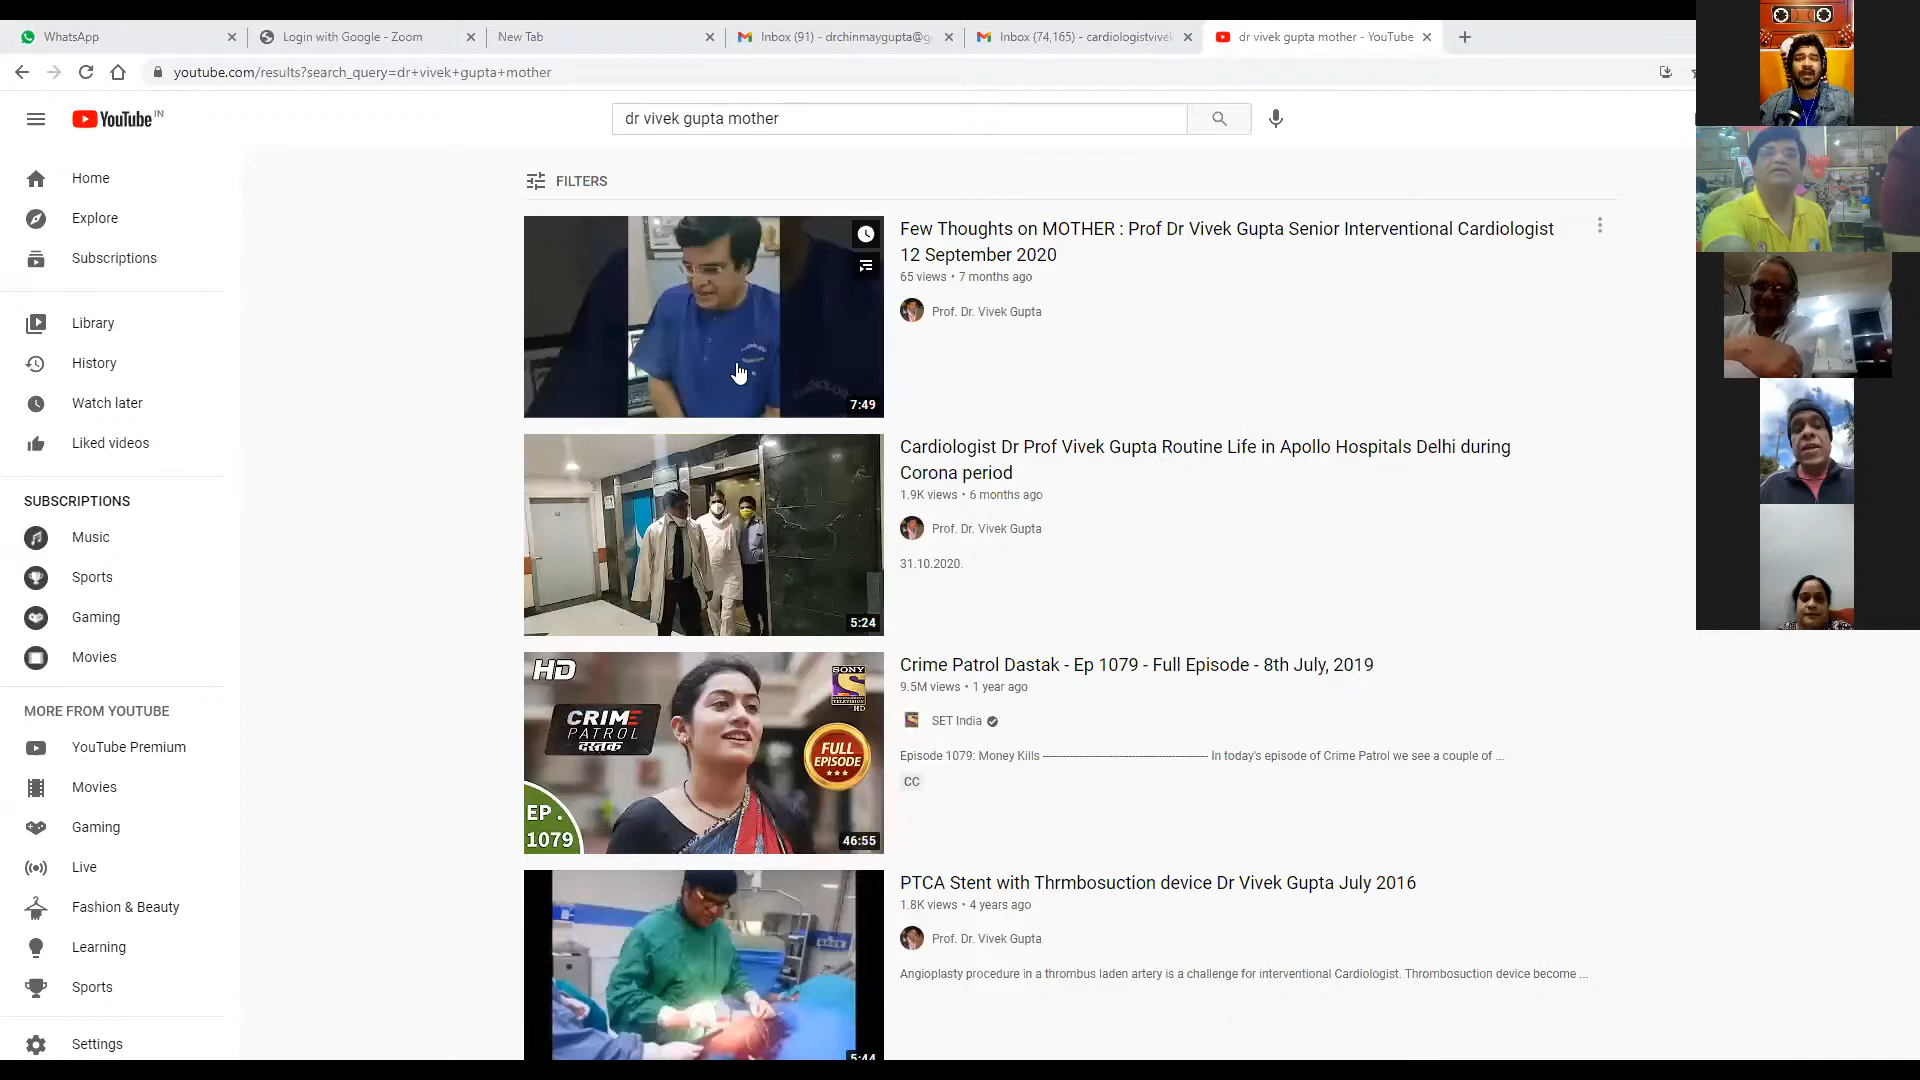 WhatsApp
Login with Google - Zoom
New Tab
Inbox (91) - drchinmaygupta@g
Inbox (74,165) - cardiologistvivek
dr vivek gupta mother - YouTube
youtube.com/results?search_query=dr+vivek+gupta+mother
YouTube IN
dr vivek gupta mother
Home
Explore
Subscriptions
Library
History
Watch later
Liked videos
SUBSCRIPTIONS
Music
Sports
Gaming
Movies
MORE FROM YOUTUBE
YouTube Premium
Movies
Gaming
Live
Fashion & Beauty
Learning
Sports
Settings
FILTERS
7:49
Few Thoughts on MOTHER : Prof Dr Vivek Gupta Senior Interventional Cardiologist
12 September 2020
65 views • 7 months ago
Prof. Dr. Vivek Gupta
5:24
Cardiologist Dr Prof Vivek Gupta Routine Life in Apollo Hospitals Delhi during
Corona period
1.9K views • 6 months ago
Prof. Dr. Vivek Gupta
31.10.2020.
HD
SONY
HD
CRIME
PATROL
दस्तक
FULL
EPISODE
EP .
1079
46:55
Crime Patrol Dastak - Ep 1079 - Full Episode - 8th July, 2019
9.5M views • 1 year ago
SET India
Episode 1079: Money Kills ---------------------------------------------------- In today's episode of Crime Patrol we see a couple of ...
CC
5:44
PTCA Stent with Thrmbosuction device Dr Vivek Gupta July 2016
1.8K views • 4 years ago
Prof. Dr. Vivek Gupta
Angioplasty procedure in a thrombus laden artery is a challenge for interventional Cardiologist. Thrombosuction device become ...